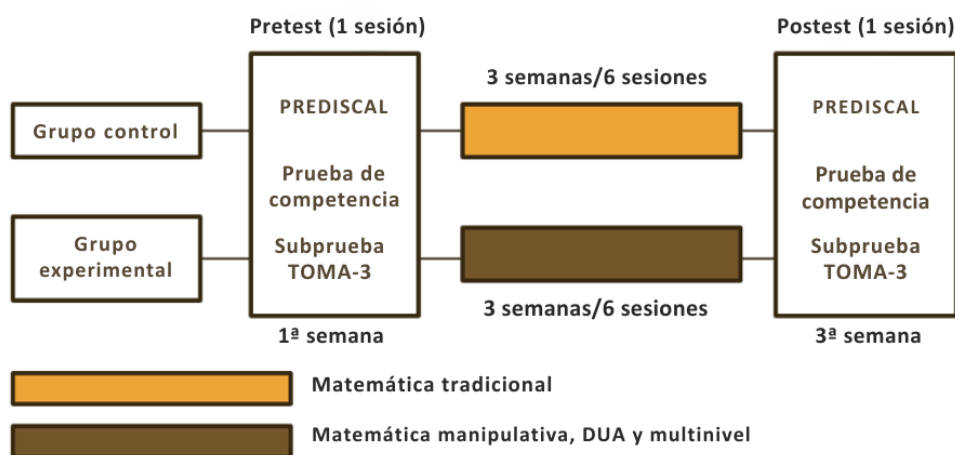 Pretest (1 sesión)
Postest (1 sesión)
3 semanas/6 sesiones
Grupo control
PREDISCAL
PREDISCAL
Prueba de
competencia
Prueba de
competencia
Grupo
experimental
Subprueba
TOMA-3
Subprueba
TOMA-3
3 semanas/6 sesiones
1ª semana
3ª semana
Matemática tradicional
Matemática manipulativa, DUA y multinivel